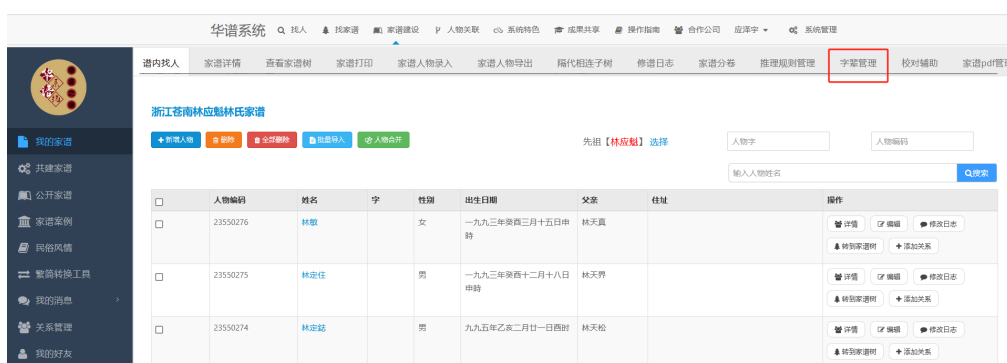 华谱系统 找人 找家谱 家谱建设 人物关联 系统特色 成果共享 操作指南 合作公司 应泽宇 系统管理
谱内找人 家谱详情 直看家谱树 家谱打印 家谱人物录入 家谱人物导出 隔代相连子树 修谱日志 家谱分卷 推理规则管理 字辈管理 校对辅助 家谱pdf管
浙江苍南林应魁林氏家谱
我的家谱
+新增人物 删除 全部删除 批量导入 人物合并 先祖【林应魁】选择 人物字 人物编码
共建家谱
输入人物姓名 搜索
公开家谱
人物编码 姓名 字 性别 出生日期 父亲 住址 操作
家谱案例
23550276 林敏 女 一九九三年癸酉三月十五日申時 林天真 详情 编辑 修改日志
民俗风情
转到家谱树 +添加关系
繁简转换工具
23550275 林定任 男 一九九三年癸酉十二月十八日申時 林天界 详情 编辑 修改日志
我的消息
转到家谱树 +添加关系
关系管理
23550274 林定鋕 男 九九五年乙亥二月廿一日酉时 林天松 详情 编辑 修改日志
我的好友
转到家谱树 +添加关系